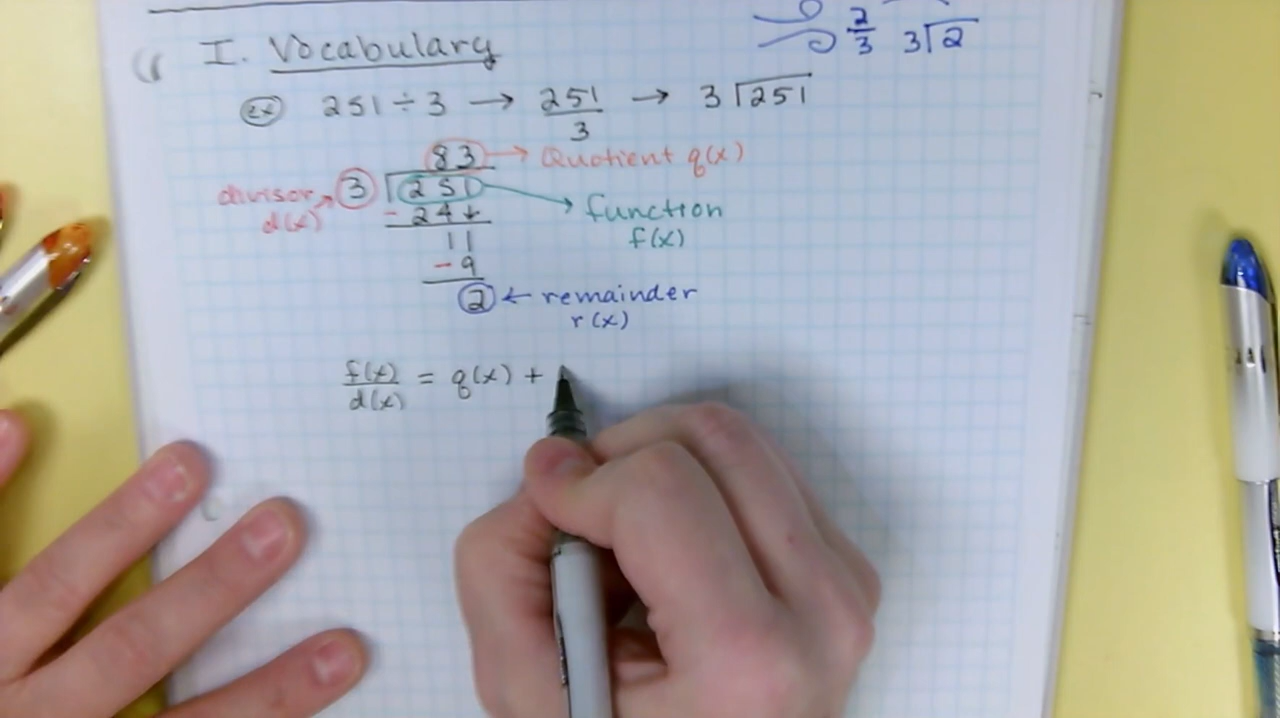 2/3 3⟌2
I. Vocabulary
Ex 251 ÷ 3 → 251/3 → 3⟌251
83 → Quotient q(x)
divisor → 3⟌251 → function
d(x) - 24↓ f(x)
11
- 9
2 ← remainder
r(x)
f(x)/d(x) = q(x) +